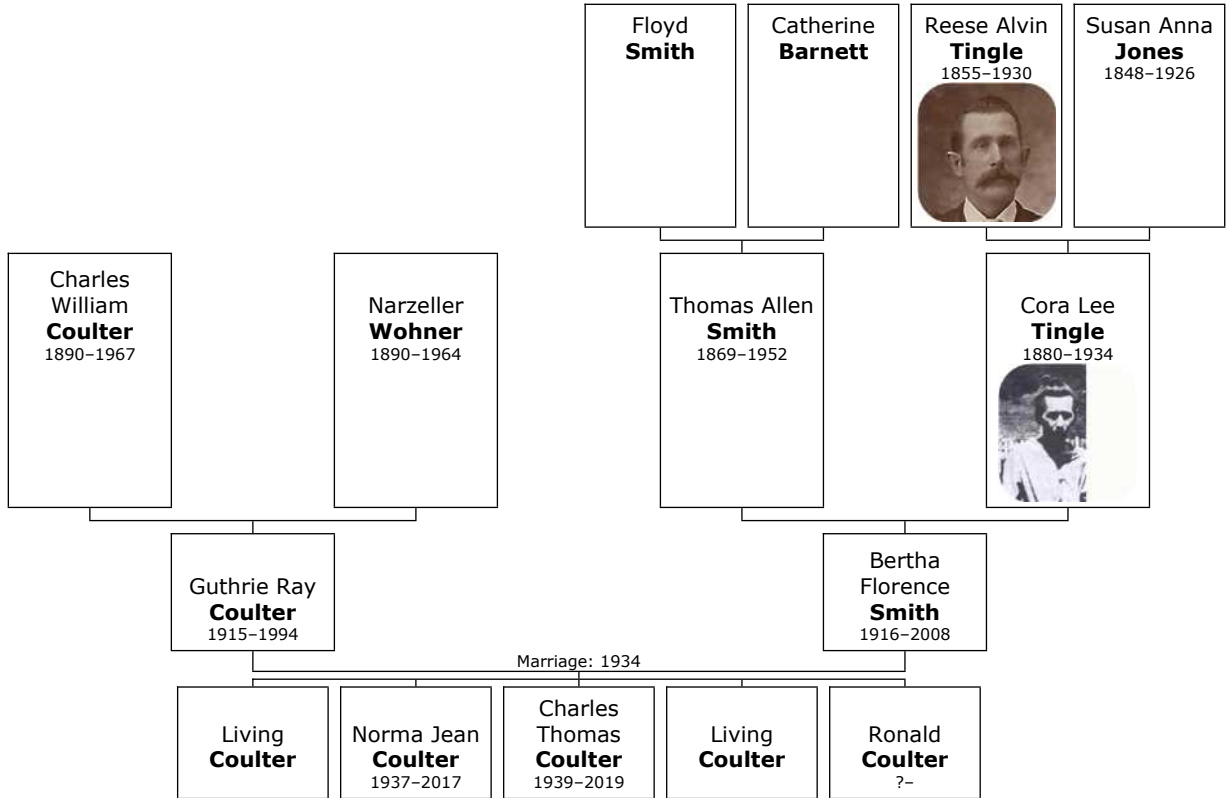 Floyd
Smith
Catherine
Barnett
Reese Alvin
Tingle
1855–1930
Susan Anna
Jones
1848–1926
Charles
William
Coulter
1890–1967
Narzeller
Wohner
1890–1964
Thomas Allen
Smith
1869–1952
Cora Lee
Tingle
1880–1934
Guthrie Ray
Coulter
1915–1994
Bertha
Florence
Smith
1916–2008
Marriage: 1934
Living
Coulter
Norma Jean
Coulter
1937–2017
Charles
Thomas
Coulter
1939–2019
Living
Coulter
Ronald
Coulter
?–